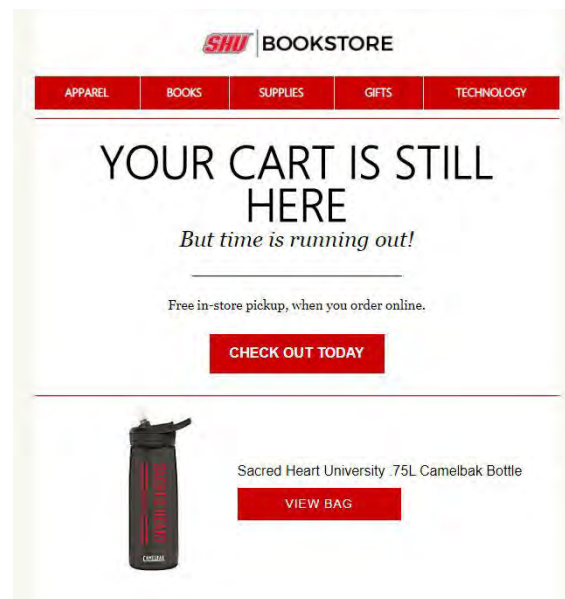 SHU BOOKSTORE
APPAREL BOOKS SUPPLIES GIFTS TECHNOLOGY
YOUR CART IS STILL
HERE
But time is running out!
Free in-store pickup, when you order online.
CHECK OUT TODAY
Sacred Heart University .75L Camelbak Bottle
VIEW BAG
CAMELBAK